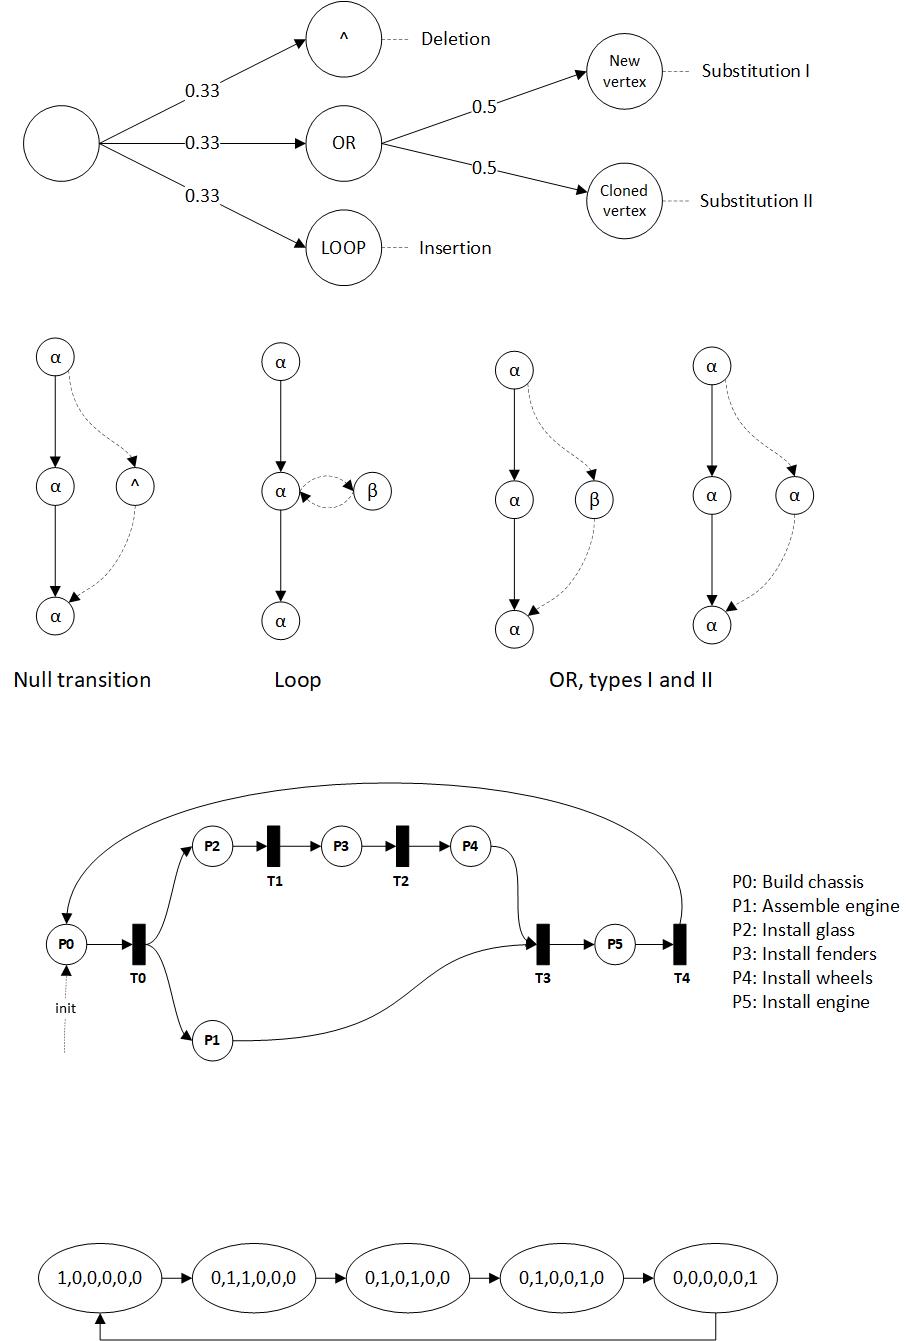 ^
Deletion
0.33
New
vertex
Substitution I
0.5
0.33
OR
0.5
0.33
Cloned
vertex
Substitution II
LOOP
Insertion
α
α
α
α
α
^
α
β
α
β
α
α
α
α
α
α
Null transition
Loop
OR, types I and II
P2
P3
P4
T1
T2
P0
T0
P5
T3
T4
init
P1
P0: Build chassis
P1: Assemble engine
P2: Install glass
P3: Install fenders
P4: Install wheels
P5: Install engine
1,0,0,0,0,0
0,1,1,0,0,0
0,1,0,1,0,0
0,1,0,0,1,0
0,0,0,0,0,1